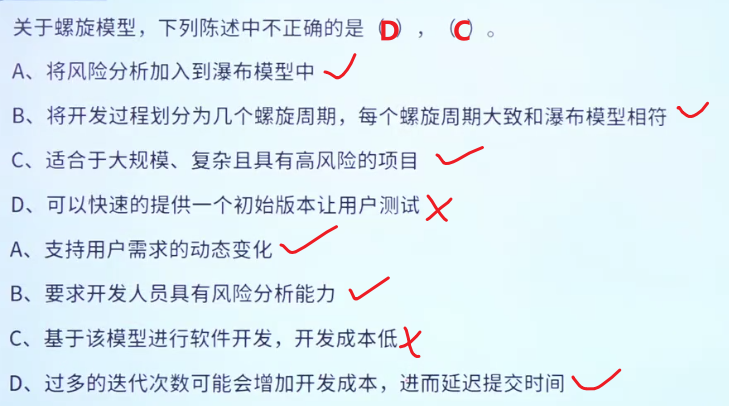 关于螺旋模型，下列陈述中不正确的是（D），（C）。
A、将风险分析加入到瀑布模型中
B、将开发过程划分为几个螺旋周期，每个螺旋周期大致和瀑布模型相符
C、适合于大规模、复杂且具有高风险的项目
D、可以快速的提供一个初始版本让用户测试
A、支持用户需求的动态变化
B、要求开发人员具有风险分析能力
C、基于该模型进行软件开发，开发成本低
D、过多的迭代次数可能会增加开发成本，进而延迟提交时间